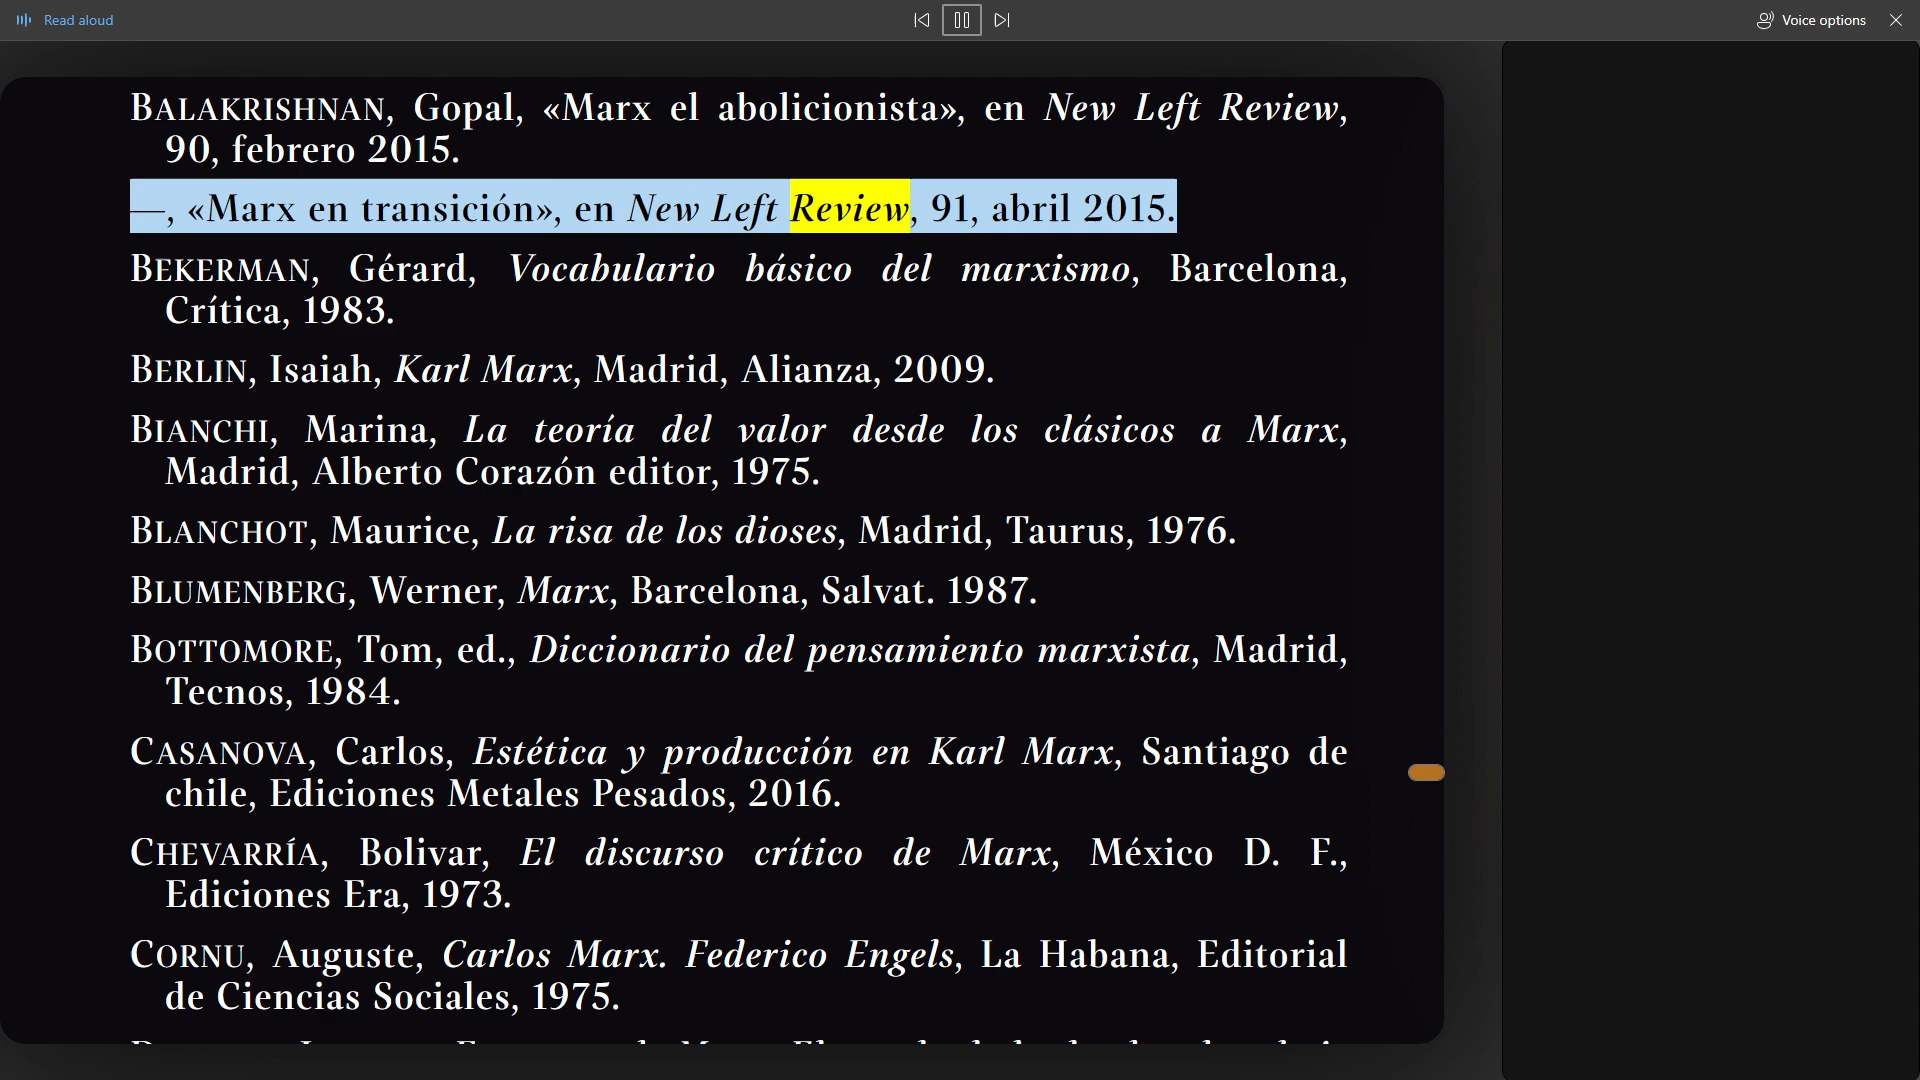 Read aloud
Voice options
BALAKRISHNAN, Gopal, «Marx el abolicionista», en New Left Review,
90, febrero 2015.
—, «Marx en transición», en New Left Review, 91, abril 2015.
BEKERMAN, Gérard, Vocabulario básico del marxismo, Barcelona,
Crítica, 1983.
BERLIN, Isaiah, Karl Marx, Madrid, Alianza, 2009.
BIANCHI, Marina, La teoría del valor desde los clásicos a Marx,
Madrid, Alberto Corazón editor, 1975.
BLANCHOT, Maurice, La risa de los dioses, Madrid, Taurus, 1976.
BLUMENBERG, Werner, Marx, Barcelona, Salvat. 1987.
BOTTOMORE, Tom, ed., Diccionario del pensamiento marxista, Madrid,
Tecnos, 1984.
CASANOVA, Carlos, Estética y producción en Karl Marx, Santiago de
chile, Ediciones Metales Pesados, 2016.
CHEVARRÍA, Bolivar, El discurso crítico de Marx, México D. F.,
Ediciones Era, 1973.
CORNU, Auguste, Carlos Marx. Federico Engels, La Habana, Editorial
de Ciencias Sociales, 1975.